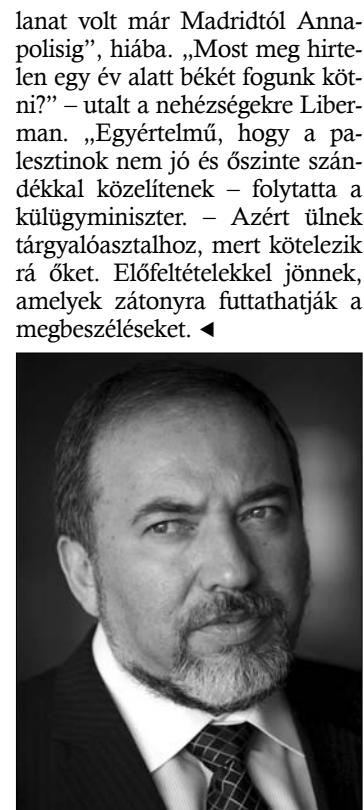 lanat volt már Madridtól Anna-
polisig”, hiába. „Most meg hirte-
len egy év alatt békét fogunk köt-
ni?” – utalt a nehézségekre Liber-
man. „Egyértelmű, hogy a pa-
lesztinok nem jó és őszinte szán-
dékkal közelítenek – folytatta a
külügyminiszter. – Azért ülnek
tárgyalóasztalhoz, mert kötelezik
rá őket. Előfeltételekkel jönnek,
amelyek zátonyra futtathatják a
megbeszéléseket. ◄